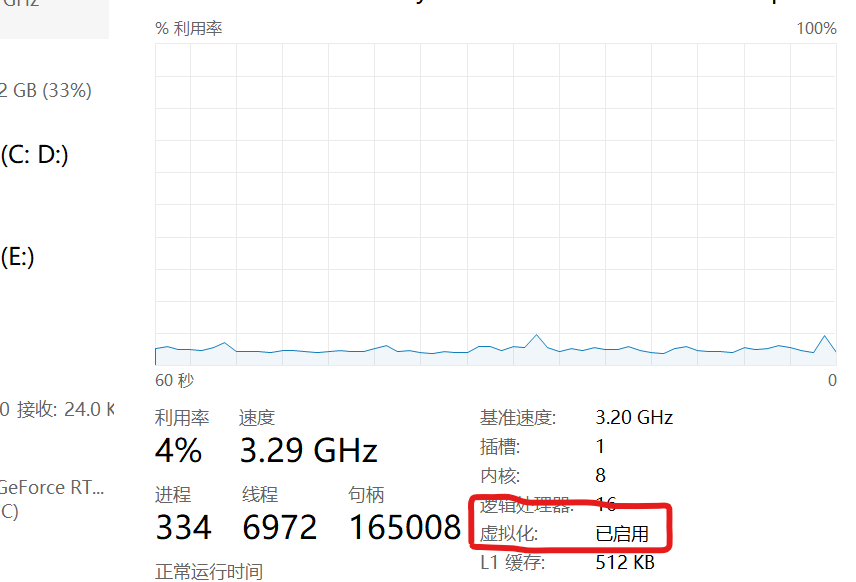 % 利用率 100%
2 GB (33%)
(C: D:)
(E:)
60 秒 0
0 接收: 24.0 K
GeForce RT...
C)
利用率 速度
4% 3.29 GHz
进程 线程 句柄
334 6972 165008
正常运行时间
基准速度: 3.20 GHz
插槽: 1
内核: 8
逻辑处理器: 16
虚拟化: 已启用
L1 缓存: 512 KB